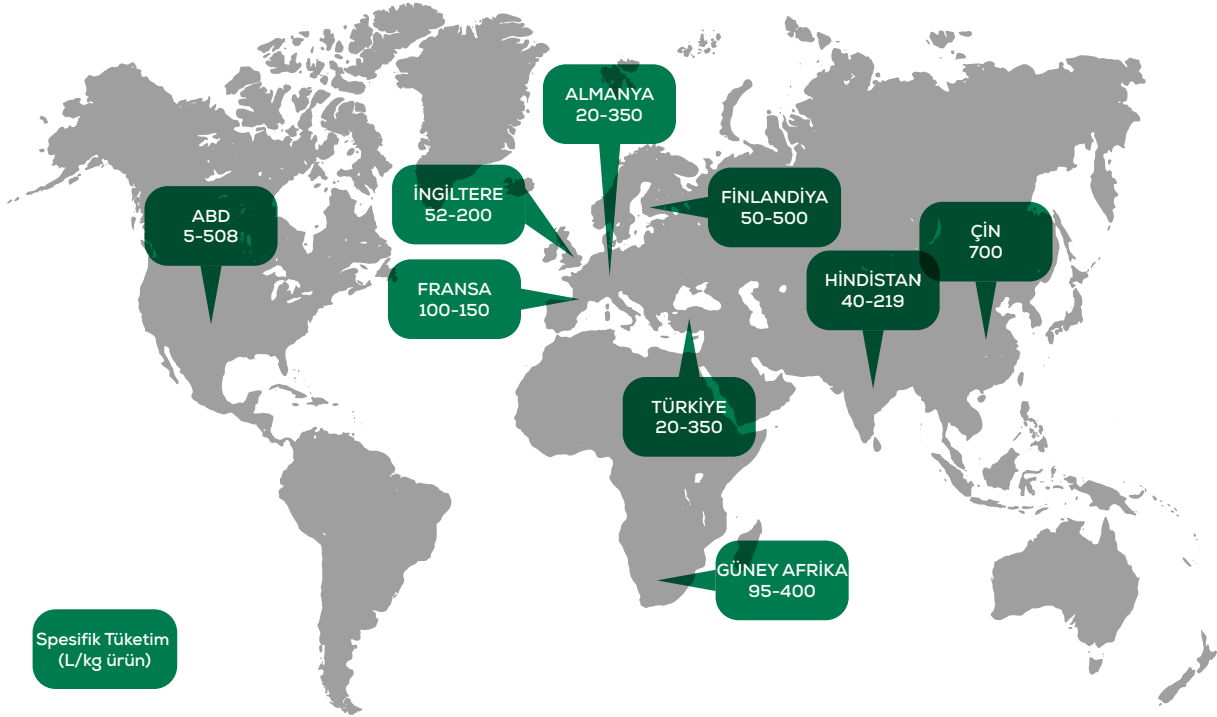 ALMANYA
20-350
İNGİLTERE
52-200
FİNLANDİYA
50-500
ABD
5-508
ÇİN
700
FRANSA
100-150
HİNDİSTAN
40-219
TÜRKİYE
20-350
GÜNEY AFRİKA
95-400
Spesifik Tüketim
(L/kg ürün)